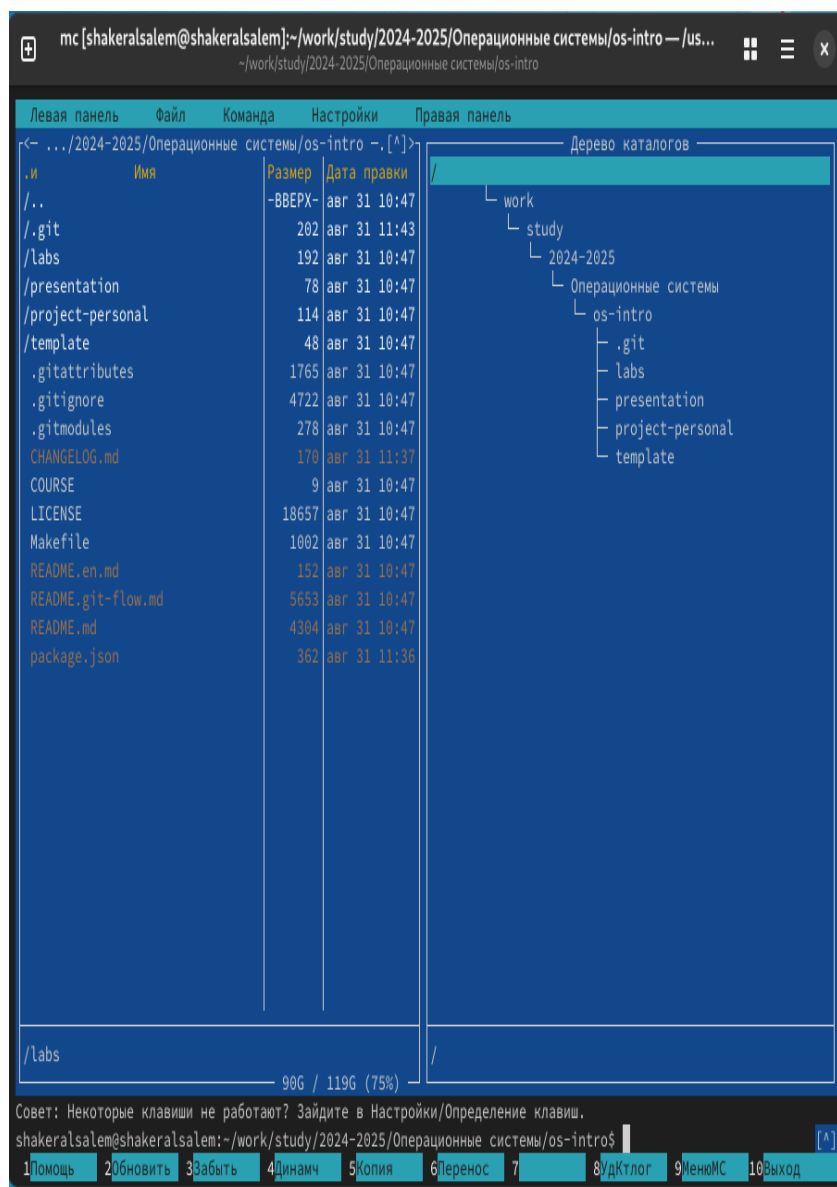 mc [shakeralsalem@shakeralsalem]:~/work/study/2024-2025/Операционные системы/os-intro — /us...
~/work/study/2024-2025/Операционные системы/os-intro
Левая панель Файл Команда Настройки Правая панель
<- .../2024-2025/Операционные системы/os-intro -.[^]>
.и Имя Размер Дата правки
/.. -ВВЕРХ- авг 31 10:47
/.git 202 авг 31 11:43
/labs 192 авг 31 10:47
/presentation 78 авг 31 10:47
/project-personal 114 авг 31 10:47
/template 48 авг 31 10:47
.gitattributes 1765 авг 31 10:47
.gitignore 4722 авг 31 10:47
.gitmodules 278 авг 31 10:47
CHANGELOG.md 170 авг 31 11:37
COURSE 9 авг 31 10:47
LICENSE 18657 авг 31 10:47
Makefile 1002 авг 31 10:47
README.en.md 152 авг 31 10:47
README.git-flow.md 5653 авг 31 10:47
README.md 4304 авг 31 10:47
package.json 362 авг 31 11:36
/labs
90G / 119G (75%)
Дерево каталогов
/
work
study
2024-2025
Операционные системы
os-intro
.git
labs
presentation
project-personal
template
/
Совет: Некоторые клавиши не работают? Зайдите в Настройки/Определение клавиш.
shakeralsalem@shakeralsalem:~/work/study/2024-2025/Операционные системы/os-intro$ [^]
1Помощь 2Обновить 3Забыть 4Динамч 5Копия 6Перенос 7 8УдКтлог 9МенюМС 10Выход